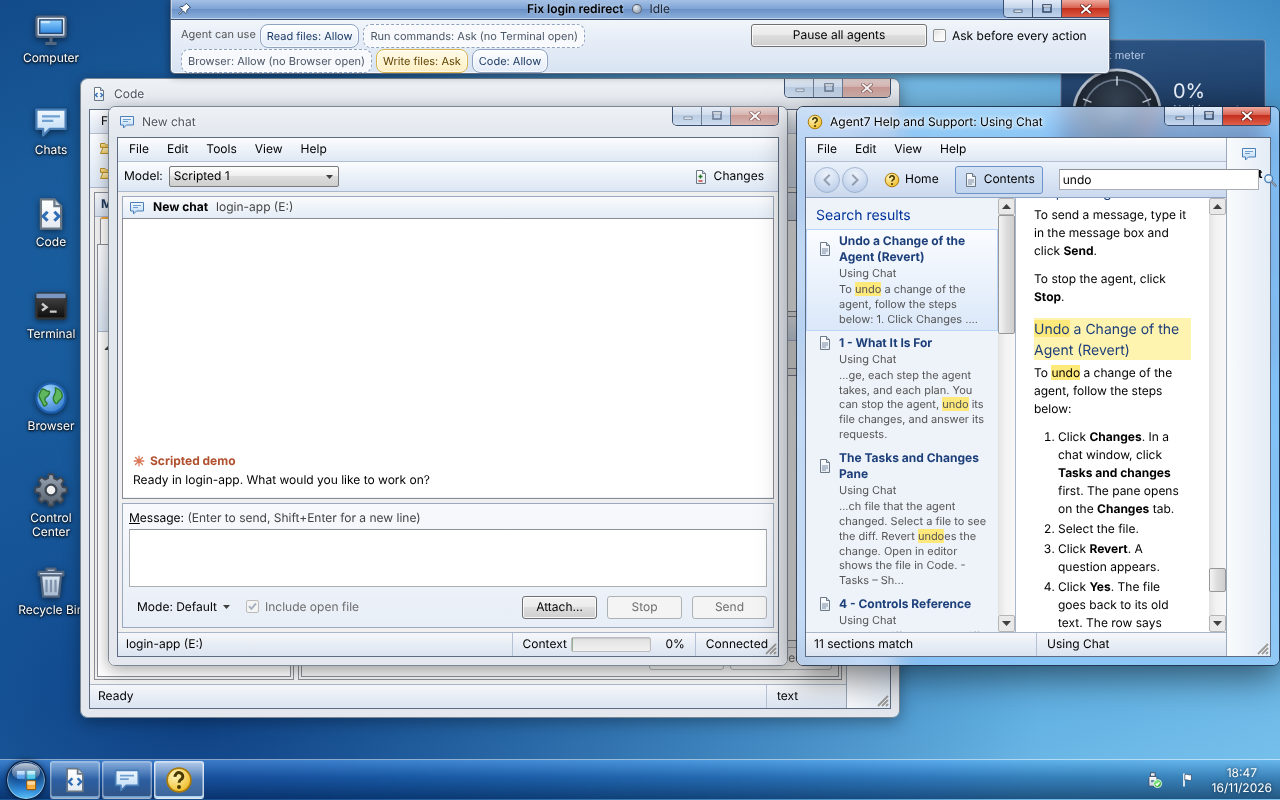 Fix login redirect
Idle
Agent can use
Read files: Allow
Run commands: Ask (no Terminal open)
Browser: Allow (no Browser open)
Write files: Ask
Code: Allow
Pause all agents
Ask before every action
Computer
Chats
Code
Terminal
Browser
Control
Center
Recycle Bin
meter
0%
Code
Ready
text
New chat
File
Edit
Tools
View
Help
Model:
Scripted 1
Changes
New chat
login-app (E:)
Scripted demo
Ready in login-app. What would you like to work on?
Message: (Enter to send, Shift+Enter for a new line)
Mode: Default
Include open file
Attach...
Stop
Send
login-app (E:)
Context
0%
Connected
Agent7 Help and Support: Using Chat
File
Edit
View
Help
Home
Contents
undo
Search results
Undo a Change of the
Agent (Revert)
Using Chat
To undo a change of the
agent, follow the steps
below: 1. Click Changes ....
1 - What It Is For
Using Chat
...ge, each step the agent
takes, and each plan. You
can stop the agent, undo its
file changes, and answer its
requests.
The Tasks and Changes
Pane
Using Chat
...ch file that the agent
changed. Select a file to see
the diff. Revert undoes the
change. Open in editor
shows the file in Code. -
Tasks – Sh...
4 - Controls Reference
Using Chat
To send a message, type it
in the message box and
click Send.
To stop the agent, click
Stop.
Undo a Change of the
Agent (Revert)
To undo a change of the
agent, follow the steps
below:
1. Click Changes. In a
chat window, click
Tasks and changes
first. The pane opens
on the Changes tab.
2. Select the file.
3. Click Revert. A
question appears.
4. Click Yes. The file
goes back to its old
text. The row says
11 sections match
Using Chat
18:47
16/11/2026